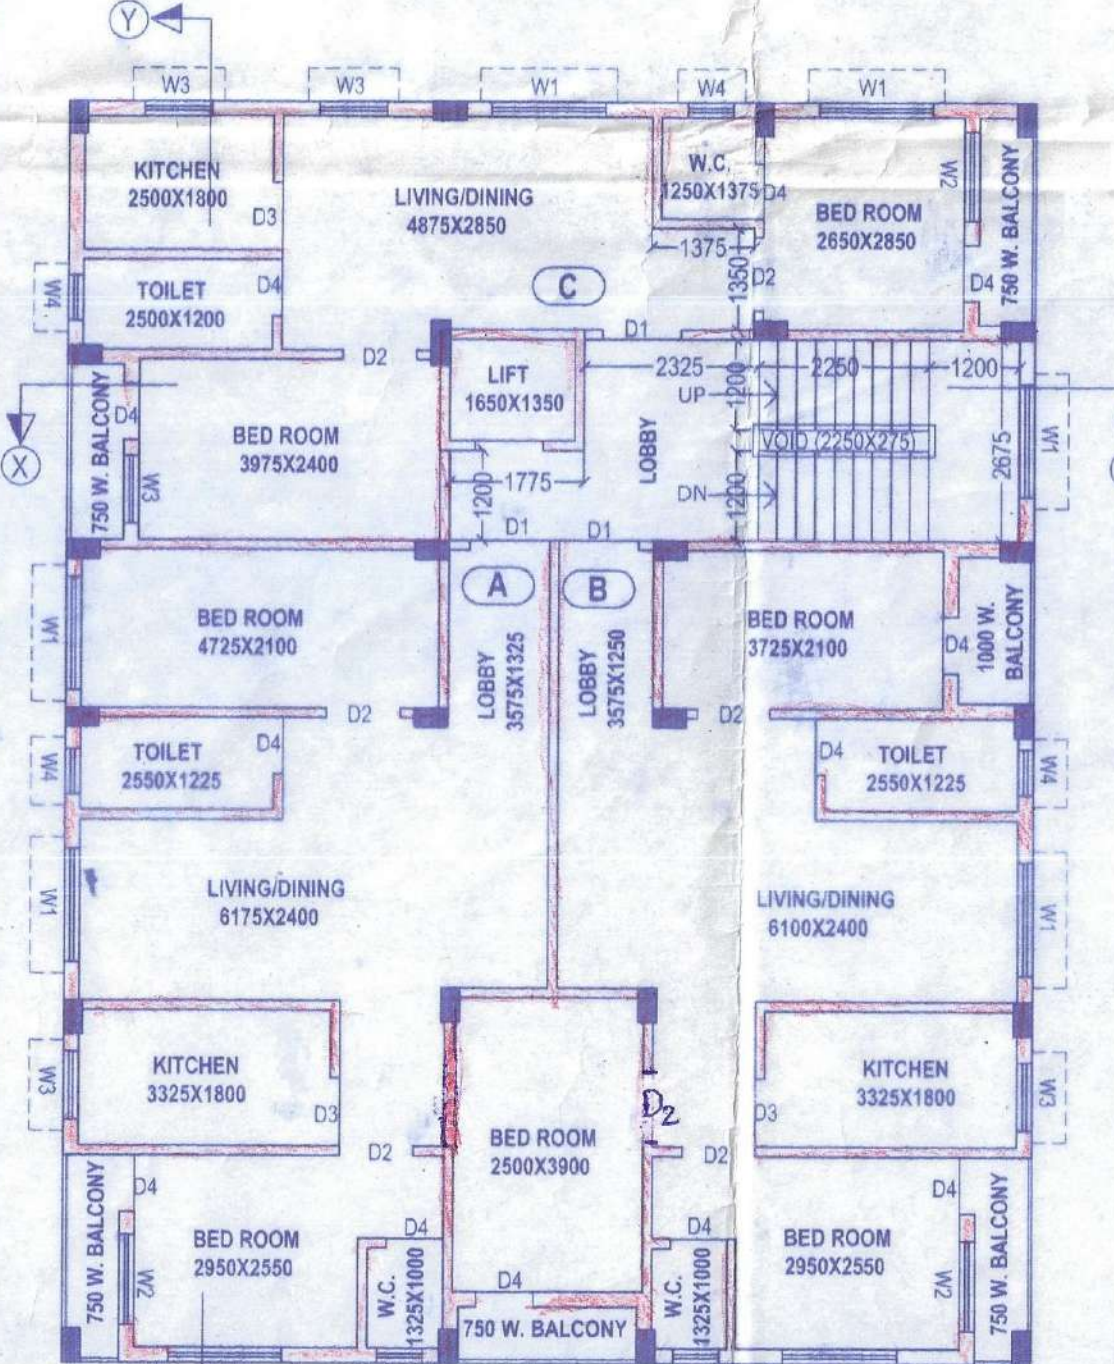 Y
W3
W3
W1
W4
W1
KITCHEN
2500X1800
D3
LIVING/DINING
4875X2850
W.C.
1250X1375
D4
BED ROOM
2650X2850
W2
750 W. BALCONY
1375
1350
D2
D4
W4
TOILET
2500X1200
D4
C
D1
D2
LIFT
1650X1350
2325
2250
1200
UP
1200
X
750 W. BALCONY
D4
BED ROOM
3975X2400
W3
LOBBY
VOID (2250X275)
2675
W1
1775
1200
DN
1200
D1
D1
A
B
W1
BED ROOM
4725X2100
LOBBY
3575X1325
LOBBY
3575X1250
BED ROOM
3725X2100
D4
1000 W.
BALCONY
D2
D2
W4
TOILET
2550X1225
D4
D4
TOILET
2550X1225
W4
W1
LIVING/DINING
6175X2400
LIVING/DINING
6100X2400
W1
W3
KITCHEN
3325X1800
D3
D2
D3
KITCHEN
3325X1800
W3
D2
BED ROOM
2500X3900
D2
750 W. BALCONY
D4
W2
BED ROOM
2950X2550
D4
W.C.
1325X1000
D4
750 W. BALCONY
D4
W.C.
1325X1000
BED ROOM
2950X2550
D4
W2
750 W. BALCONY